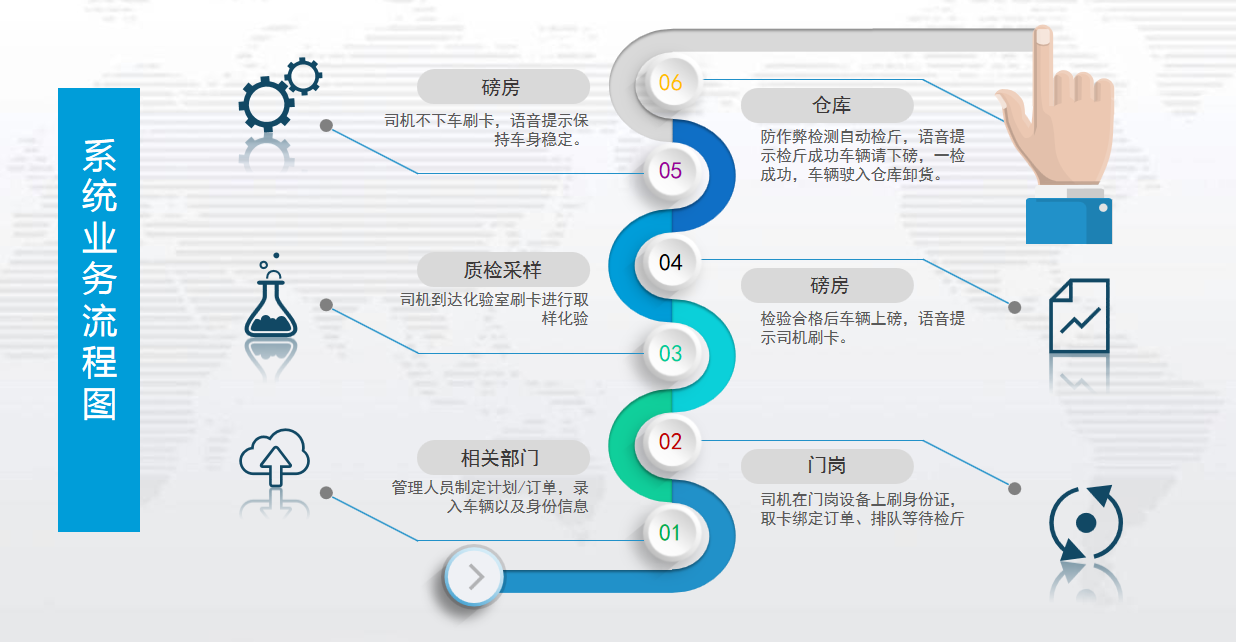 系统业务流程图
06
仓库
防作弊检测自动检斤，语音提
示检斤成功车辆请下磅，一检
成功，车辆驶入仓库卸货。
磅房
司机不下车刷卡，语音提示保
持车身稳定。
05
04
磅房
检验合格后车辆上磅，语音提
示司机刷卡。
质检采样
司机到达化验室刷卡进行取
样化验
03
02
门岗
司机在门岗设备上刷身份证，
取卡绑定订单、排队等待检斤
相关部门
管理人员制定计划/订单，录
入车辆以及身份信息
01